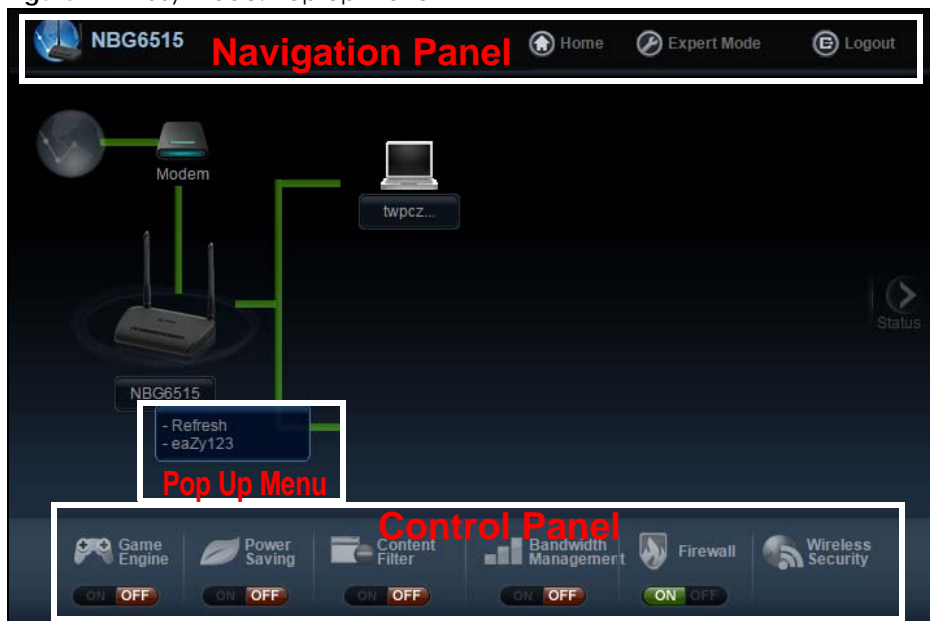 NBG6515
Navigation Panel
Home
Expert Mode
Logout
Modem
twpcz...
Status
NBG6515
- Refresh
- eaZy123
Pop Up Menu
Control Panel
Game
Engine
Power
Saving
Content
Filter
Bandwidth
Management
Firewall
Wireless
Security
ON OFF
ON OFF
ON OFF
ON OFF
ON OFF